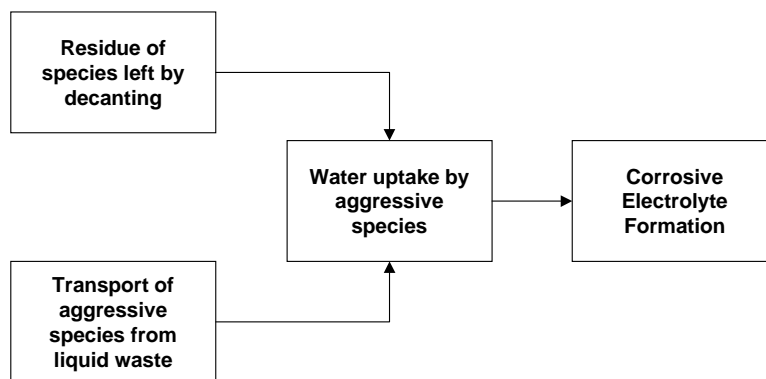 Residue of
species left by
decanting
Water uptake by
aggressive
species
Corrosive
Electrolyte
Formation
Transport of
aggressive
species from
liquid waste